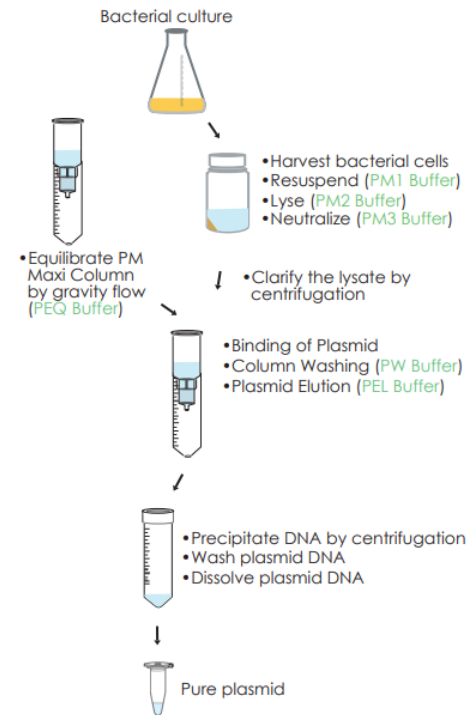 Bacterial culture
•Harvest bacterial cells
•Resuspend (PM1 Buffer)
•Lyse (PM2 Buffer)
•Neutralize (PM3 Buffer)
•Equilibrate PM
Maxi Column
by gravity flow
(PEQ Buffer)
•Clarify the lysate by
centrifugation
•Binding of Plasmid
•Column Washing (PW Buffer)
•Plasmid Elution (PEL Buffer)
•Precipitate DNA by centrifugation
•Wash plasmid DNA
•Dissolve plasmid DNA
Pure plasmid